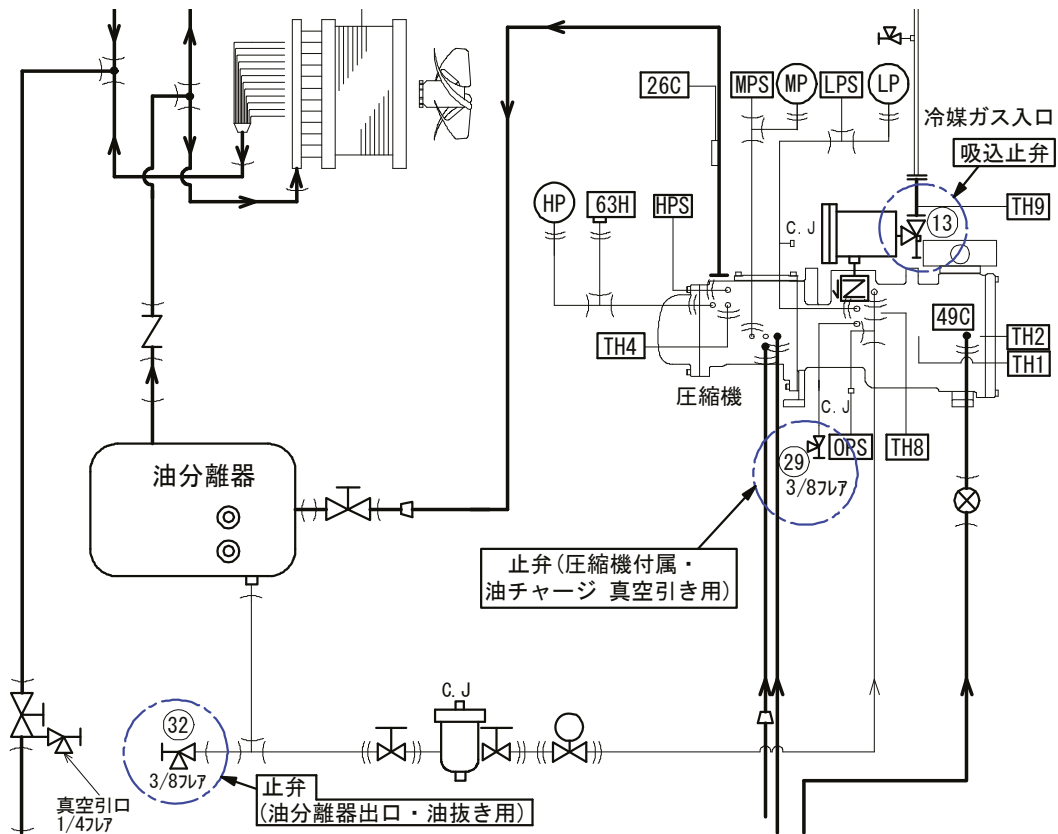 26C
MPS
MP
LPS
LP
冷媒ガス入口
吸込止弁
HP
63H
HPS
C.J
13
TH9
49C
TH2
TH1
TH4
圧縮機
C.J
油分離器
29
3/8フレア
OPS
TH8
止弁(圧縮機付属・
油チャージ 真空引き用)
C.J
32
3/8フレア
止弁
(油分離器出口・油抜き用)
真空引口
1/4フレア